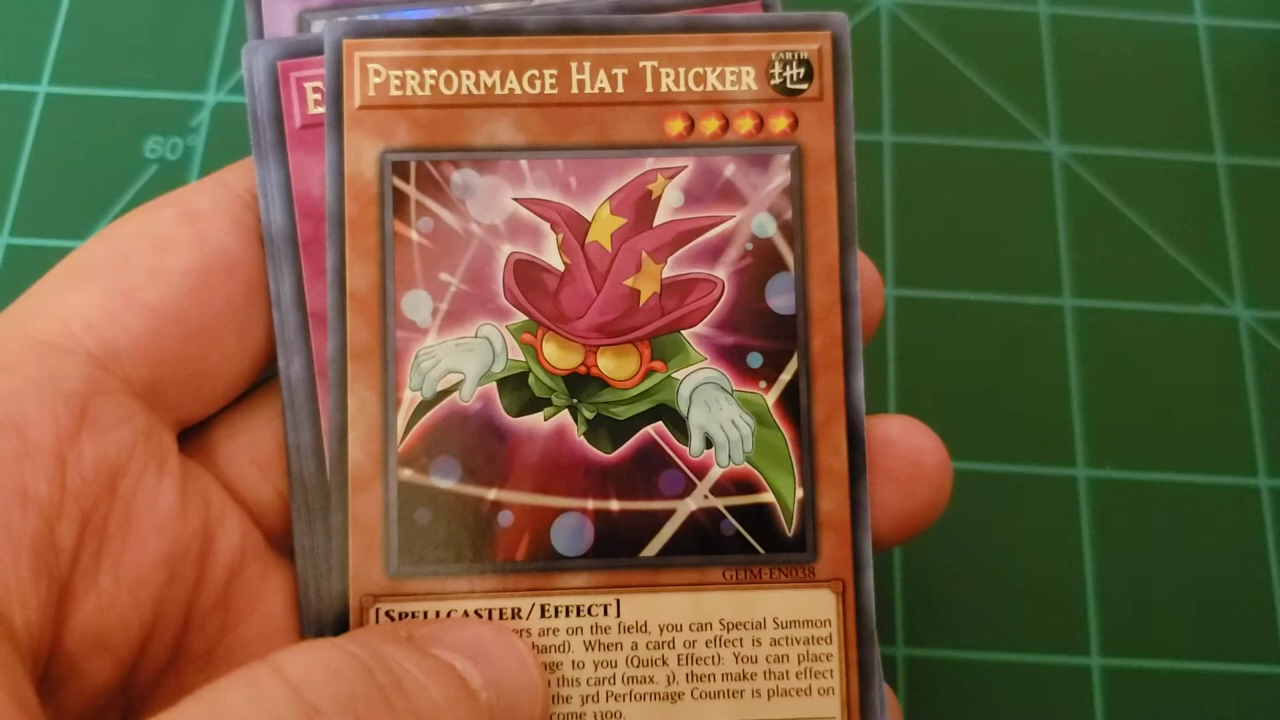 60°
E
PERFORMAGE HAT TRICKER
EARTH
地
GEIM-EN038
[SPELLCASTER/EFFECT]
ers are on the field, you can Special Summon
hand). When a card or effect is activated
age to you (Quick Effect): You can place
this card (max. 3), then make that effect
the 3rd Performage Counter is placed on
come 3300.